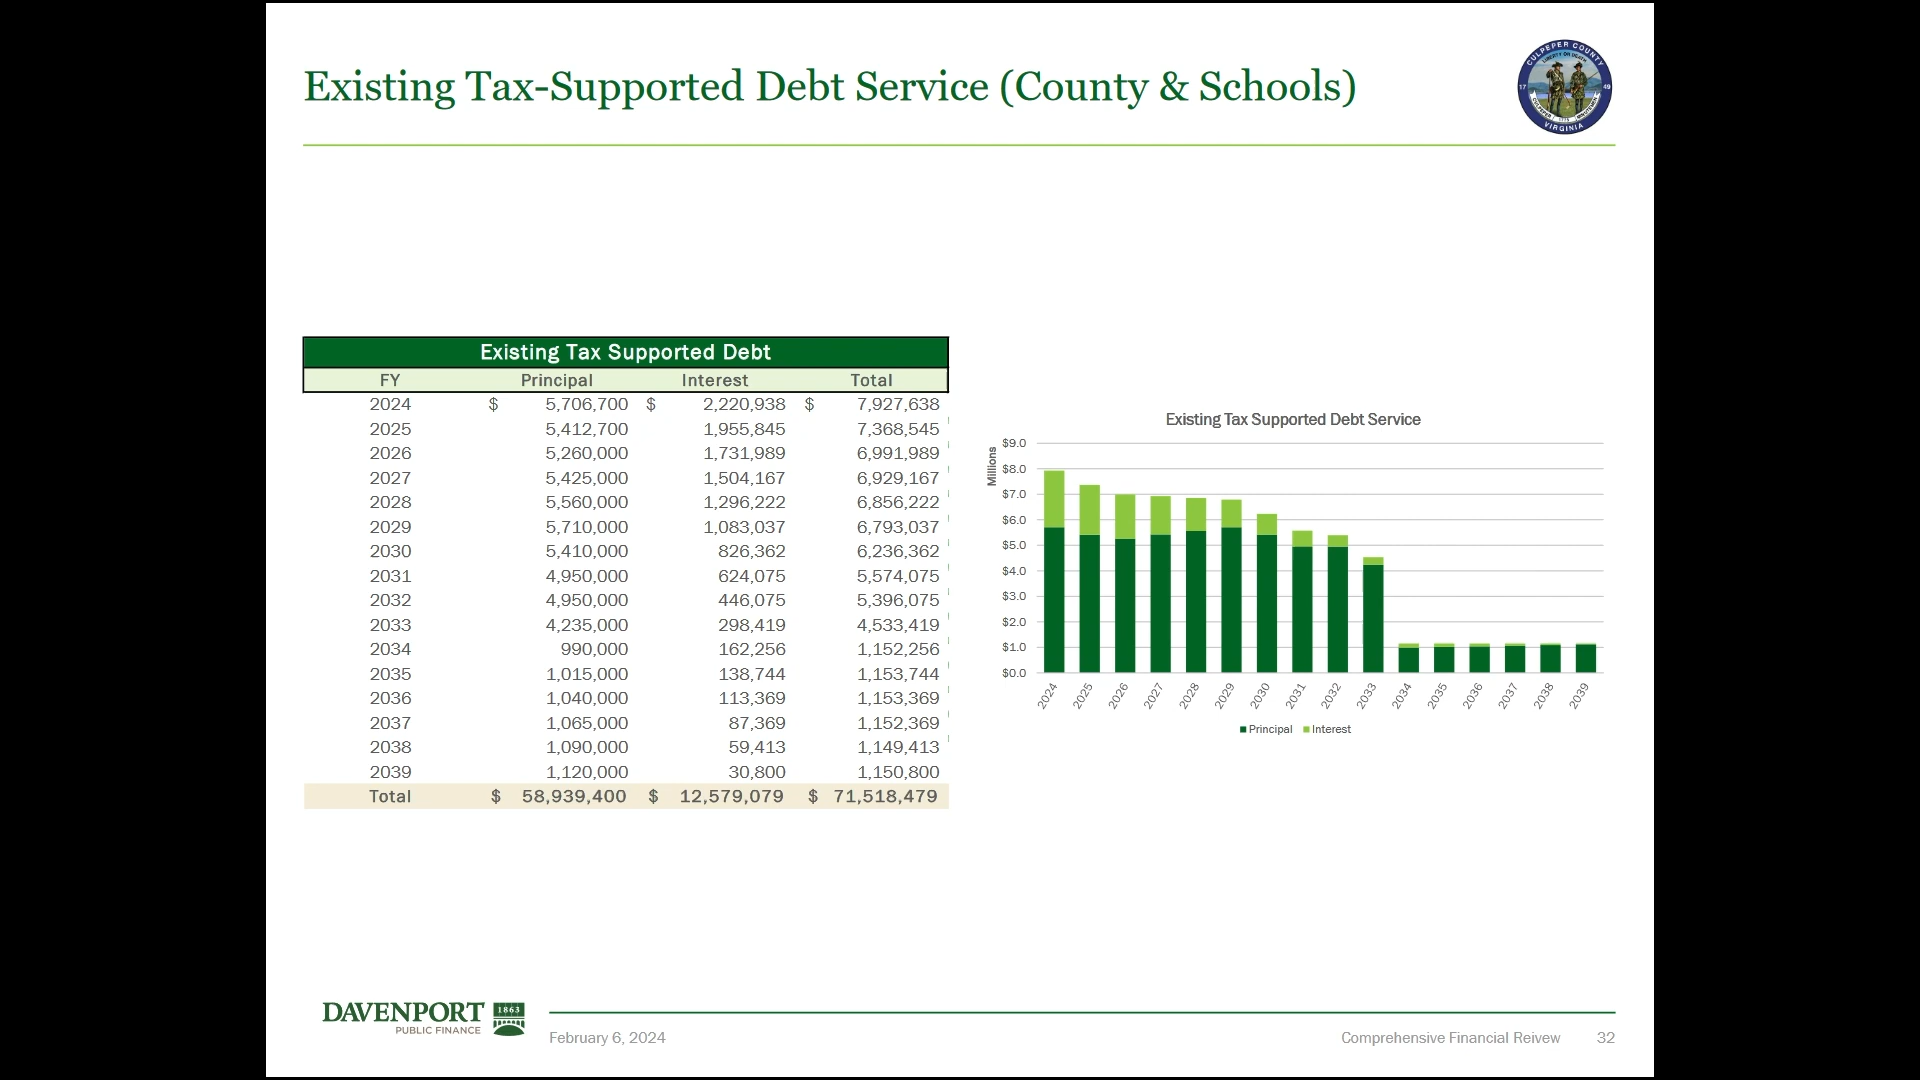 Existing Tax-Supported Debt Service (County & Schools)
CULPEPER COUNTY
LIBERTY OR DEATH
17 49
CULPEPER 1775 MINUTEMEN
VIRGINIA
Existing Tax Supported Debt
FY Principal Interest Total
2024 $ 5,706,700 $ 2,220,938 $ 7,927,638
2025 5,412,700 1,955,845 7,368,545
2026 5,260,000 1,731,989 6,991,989
2027 5,425,000 1,504,167 6,929,167
2028 5,560,000 1,296,222 6,856,222
2029 5,710,000 1,083,037 6,793,037
2030 5,410,000 826,362 6,236,362
2031 4,950,000 624,075 5,574,075
2032 4,950,000 446,075 5,396,075
2033 4,235,000 298,419 4,533,419
2034 990,000 162,256 1,152,256
2035 1,015,000 138,744 1,153,744
2036 1,040,000 113,369 1,153,369
2037 1,065,000 87,369 1,152,369
2038 1,090,000 59,413 1,149,413
2039 1,120,000 30,800 1,150,800
Total $ 58,939,400 $ 12,579,079 $ 71,518,479
Existing Tax Supported Debt Service
Millions
$9.0
$8.0
$7.0
$6.0
$5.0
$4.0
$3.0
$2.0
$1.0
$0.0
2024 2025 2026 2027 2028 2029 2030 2031 2032 2033 2034 2035 2036 2037 2038 2039
Principal Interest
DAVENPORT 1863
PUBLIC FINANCE
February 6, 2024 Comprehensive Financial Reivew 32